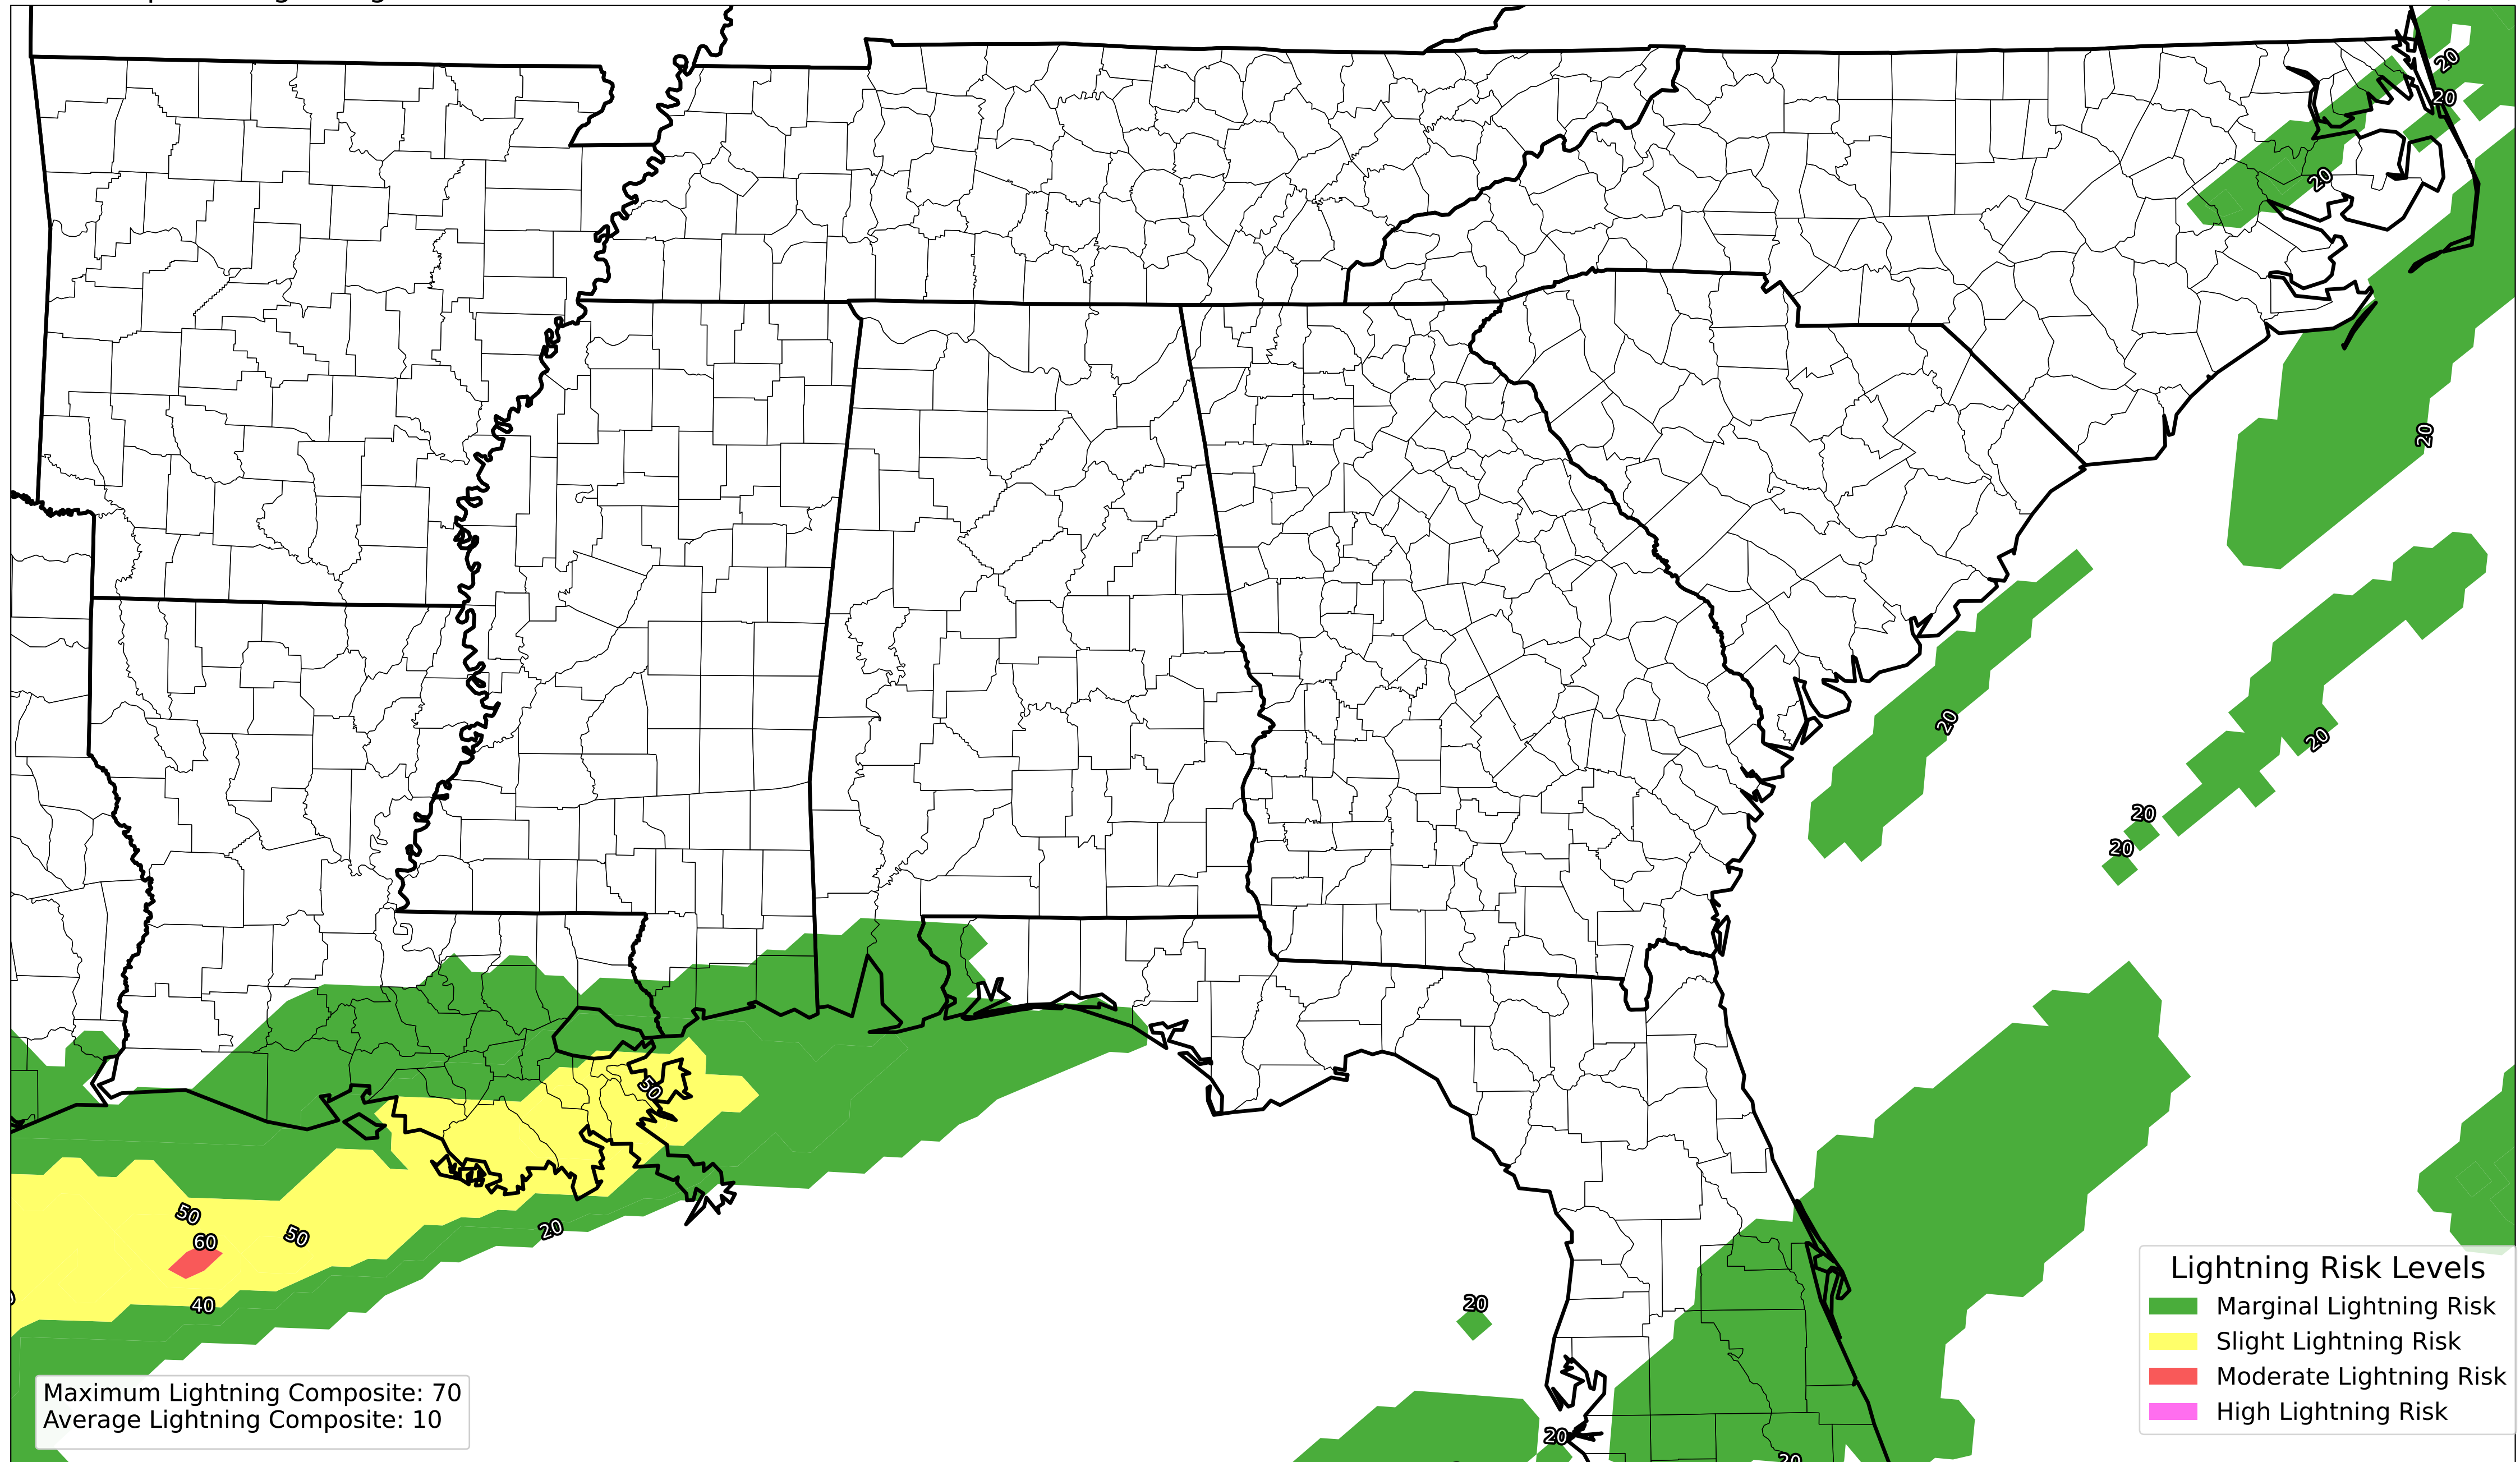 20
20
20
20
20
20
20
20
50
50
60
50
20
40
20
20
20
Lightning Risk Levels
Marginal Lightning Risk
Slight Lightning Risk
Moderate Lightning Risk
High Lightning Risk
Maximum Lightning Composite: 70
Average Lightning Composite: 10